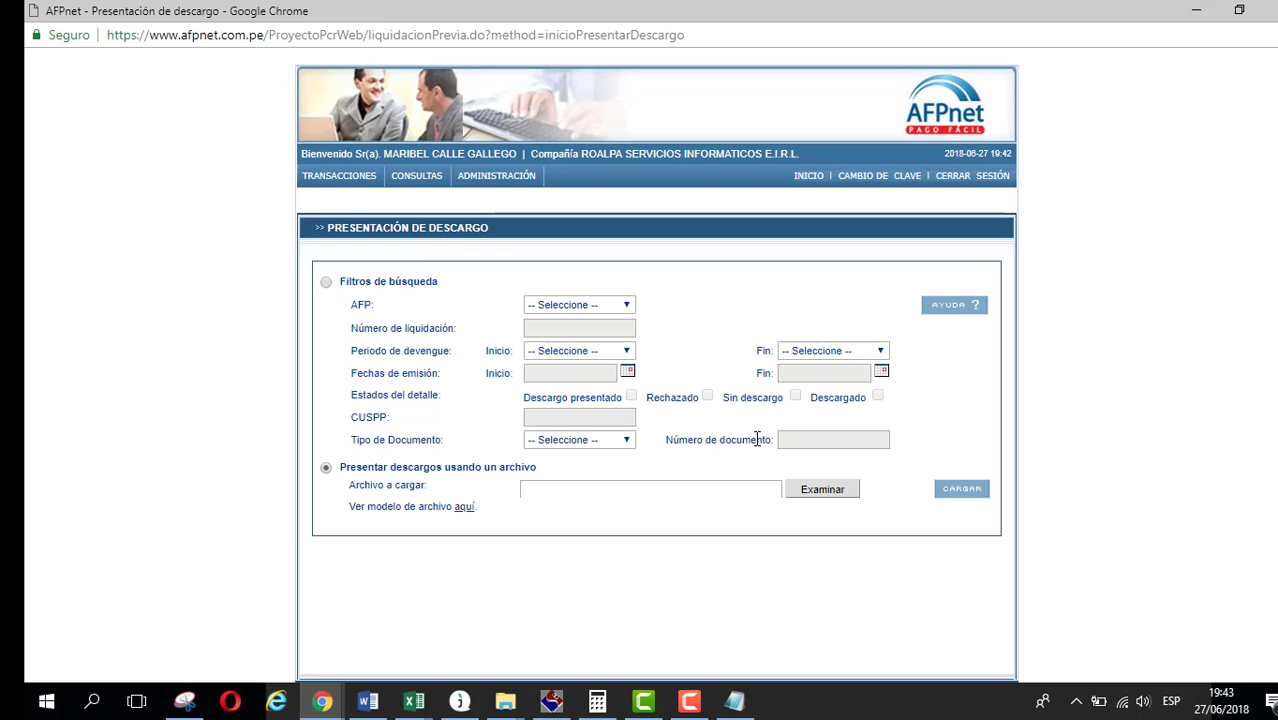 AFPnet - Presentación de descargo - Google Chrome
Seguro | https://www.afpnet.com.pe/ProyectoPcrWeb/liquidacionPrevia.do?method=inicioPresentarDescargo
AFPnet
PAGO FÁCIL
Bienvenido Sr(a). MARIBEL CALLE GALLEGO | Compañía ROALPA SERVICIOS INFORMATICOS E.I.R.L. 2018-06-27 19:42
TRANSACCIONES CONSULTAS ADMINISTRACIÓN INICIO | CAMBIO DE CLAVE | CERRAR SESIÓN
>> PRESENTACIÓN DE DESCARGO
Filtros de búsqueda
AFP: -- Seleccione -- AYUDA ?
Número de liquidación:
Periodo de devengue: Inicio: -- Seleccione -- Fin: -- Seleccione --
Fechas de emisión: Inicio: Fin:
Estados del detalle: Descargo presentado Rechazado Sin descargo Descargado
CUSPP:
Tipo de Documento: -- Seleccione -- Número de documento:
Presentar descargos usando un archivo
Archivo a cargar: Examinar CARGAR
Ver modelo de archivo aquí.
ESP
19:43
27/06/2018